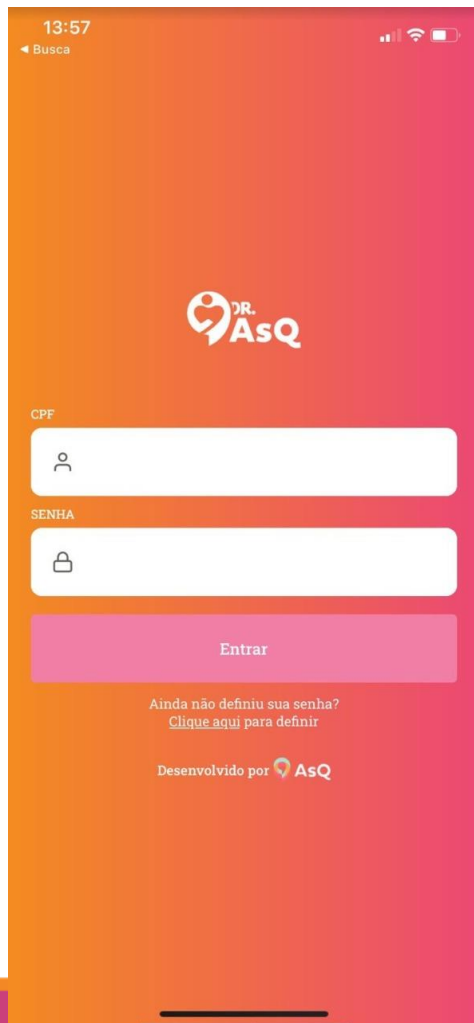 13:57
◀ Busca
DR.
AsQ
CPF
SENHA
Entrar
Ainda não definiu sua senha?
Clique aqui para definir
Desenvolvido por AsQ